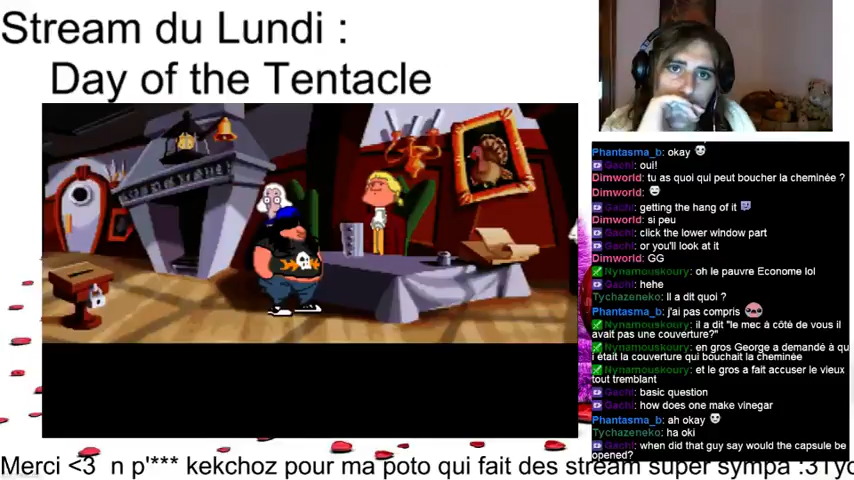 Stream du Lundi :
Day of the Tentacle
Phantasma_b: okay
Gachi: oui!
Dimworld: tu as quoi qui peut boucher la cheminée ?
Dimworld:
Gachi: getting the hang of it
Dimworld: si peu
Gachi: click the lower window part
Gachi: or you'll look at it
Dimworld: GG
Nynamouskoury: oh le pauvre Econome lol
Gachi: hehe
Tychazeneko: Il a dit quoi ?
Phantasma_b: j'ai pas compris
Nynamouskoury: il a dit "le mec à côté de vous il
avait pas une couverture?"
Nynamouskoury: en gros George a demandé à qu
i était la couverture qui bouchait la cheminée
Nynamouskoury: et le gros a fait accuser le vieux
tout tremblant
Gachi: basic question
Gachi: how does one make vinegar
Phantasma_b: ah okay
Tychazeneko: ha oki
Gachi: when did that guy say would the capsule be
opened?
Merci <3 n p'*** kekchoz pour ma poto qui fait des stream super sympa :3Tyc